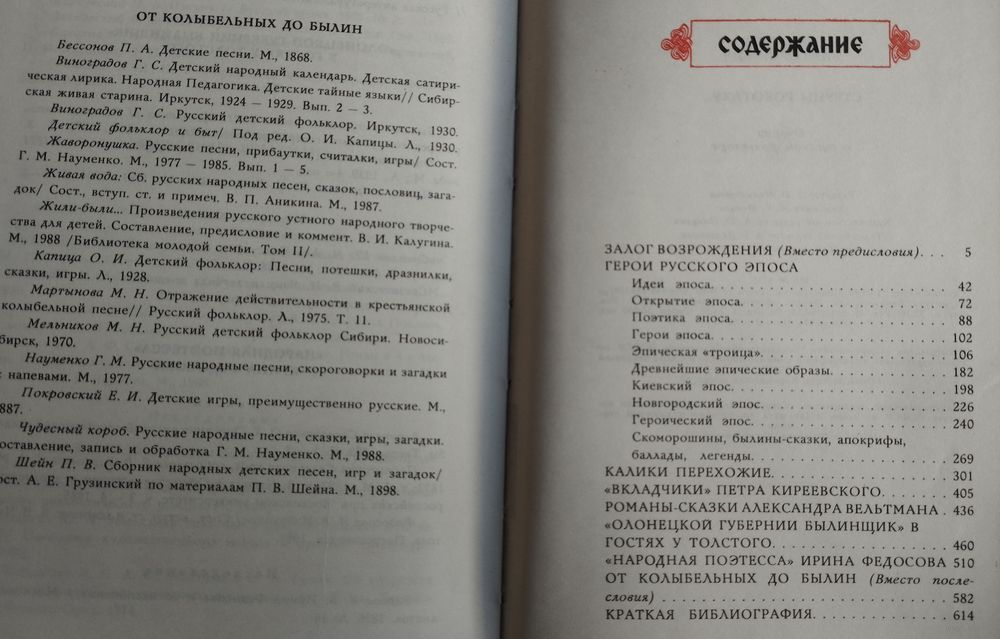 ОТ КОЛЫБЕЛЬНЫХ ДО БЫЛИН
Бессонов П. А. Детские песни. М., 1868.
Виноградов Г. С. Детский народный календарь. Детская сатири-
ческая лирика. Народная Педагогика. Детские тайные языки// Сибир-
ская живая старина. Иркутск, 1924 — 1929. Вып. 2 — 3.
Виноградов Г. С. Русский детский фольклор. Иркутск, 1930.
Детский фольклор и быт/ Под ред. О. И. Капицы. Л., 1930.
Жаворонушка. Русские песни, прибаутки, считалки, игры/ Сост.
Г. М. Науменко. М., 1977 — 1985. Вып. 1 — 5.
Живая вода: Сб. русских народных песен, сказок, пословиц, зага-
док/ Сост., вступ. ст. и примеч. В. П. Аникина. М., 1987.
Жили-были... Произведения русского устного народного творче-
ства для детей. Составление, предисловие и коммент. В. И. Калугина.
М., 1988 /Библиотека молодой семьи. Том II/.
Капица О. И. Детский фольклор: Песни, потешки, дразнилки,
сказки, игры. Л., 1928.
Мартынова М. Н. Отражение действительности в крестьянской
колыбельной песне// Русский фольклор. Л., 1975. Т. 11.
Мельников М. Н. Русский детский фольклор Сибири. Новоси-
бирск, 1970.
Науменко Г. М. Русские народные песни, скороговорки и загадки
с напевами. М., 1977.
Покровский Е. И. Детские игры, преимущественно русские. М.,
887.
Чудесный короб. Русские народные песни, сказки, игры, загадки.
оставление, запись и обработка Г. М. Науменко. М., 1988.
Шейн П. В. Сборник народных детских песен, игр и загадок/
ост. А. Е. Грузинский по материалам П. В. Шейна. М., 1898.
СОДЕРЖАНИЕ
ЗАЛОГ ВОЗРОЖДЕНИЯ (Вместо предисловия). . . 5
ГЕРОИ РУССКОГО ЭПОСА
Идеи эпоса. . . . . . . . . . . . . . . . . . . . 42
Открытие эпоса. . . . . . . . . . . . . . . . . . 72
Поэтика эпоса. . . . . . . . . . . . . . . . . . 88
Герои эпоса. . . . . . . . . . . . . . . . . . . 102
Эпическая «троица». . . . . . . . . . . . . . . . 106
Древнейшие эпические образы. . . . . . . . . . . 182
Киевский эпос. . . . . . . . . . . . . . . . . . 198
Новгородский эпос. . . . . . . . . . . . . . . . 226
Героический эпос. . . . . . . . . . . . . . . . . 240
Скоморошины, былины-сказки, апокрифы,
баллады, легенды. . . . . . . . . . . . . . . . . 269
КАЛИКИ ПЕРЕХОЖИЕ. . . . . . . . . . . . . . . . 301
«ВКЛАДЧИКИ» ПЕТРА КИРЕЕВСКОГО. . . . . . . 405
РОМАНЫ-СКАЗКИ АЛЕКСАНДРА ВЕЛЬТМАНА . 436
«ОЛОНЕЦКОЙ ГУБЕРНИИ БЫЛИНЩИК» В
ГОСТЯХ У ТОЛСТОГО. . . . . . . . . . . . . . . . 460
«НАРОДНАЯ ПОЭТЕССА» ИРИНА ФЕДОСОВА 510
ОТ КОЛЫБЕЛЬНЫХ ДО БЫЛИН (Вместо после-
словия) . . . . . . . . . . . . . . . . . . . . . 582
КРАТКАЯ БИБЛИОГРАФИЯ. . . . . . . . . . . . . 614